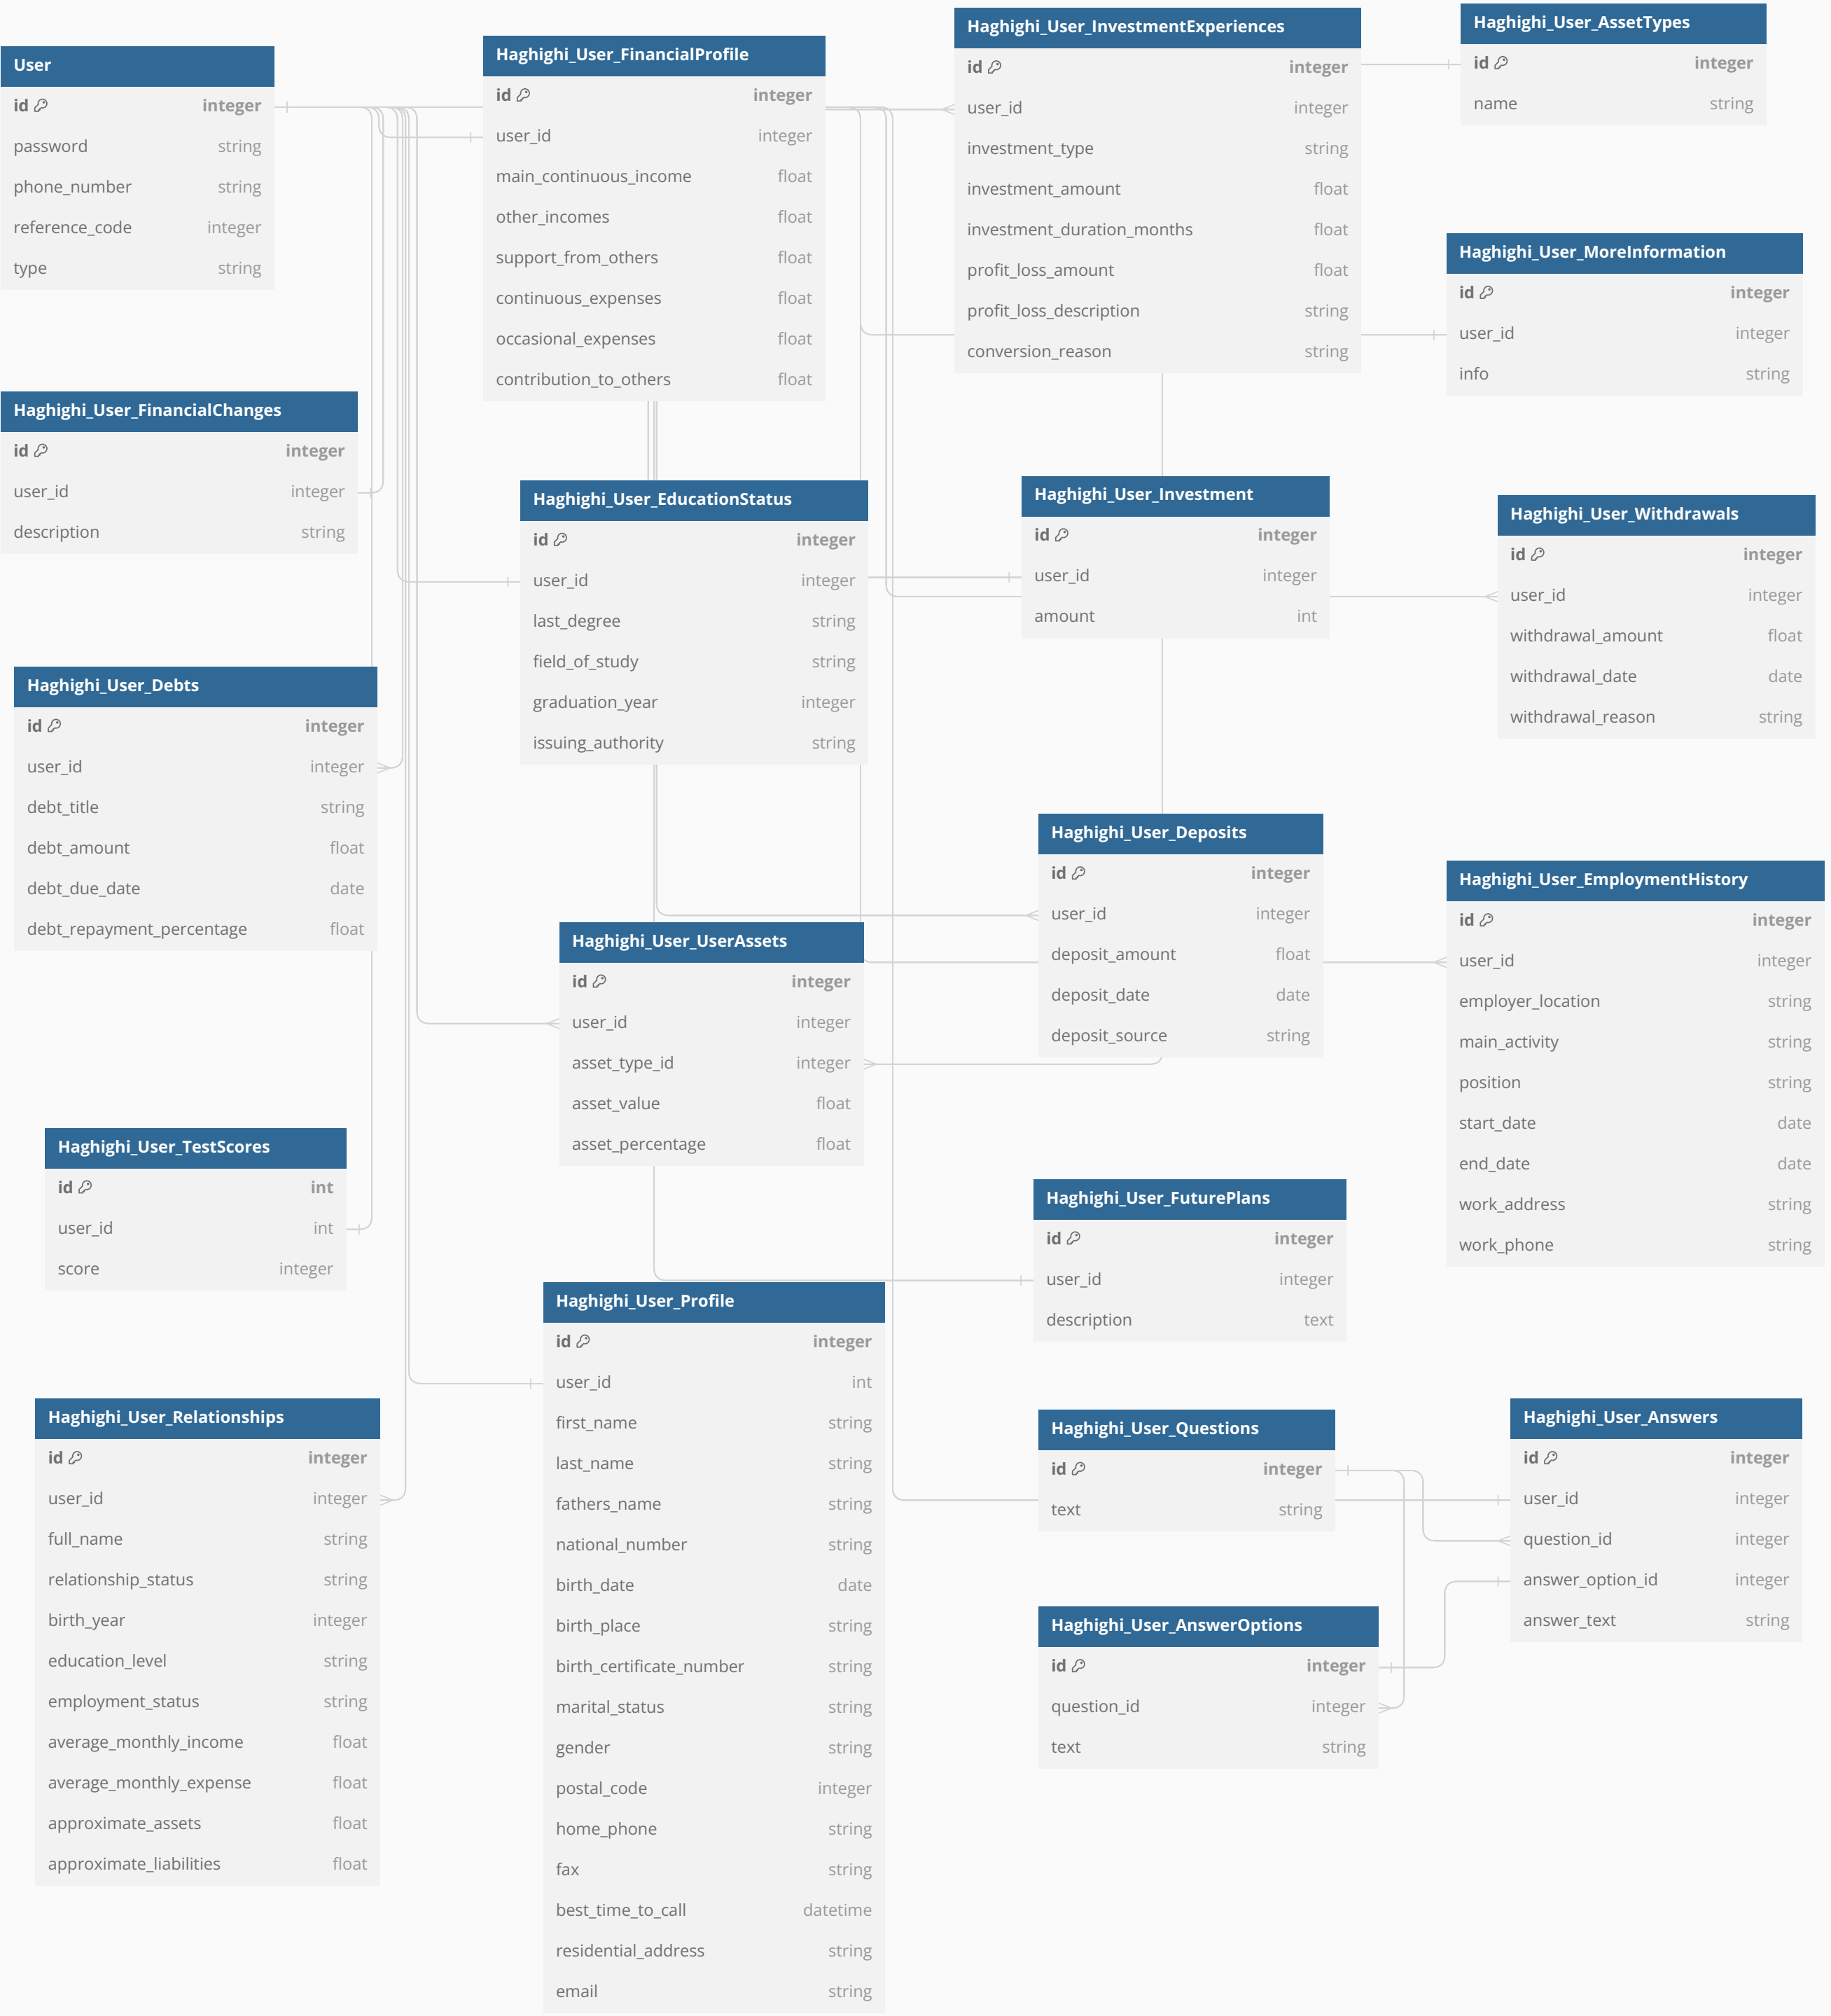 User
id integer
password string
phone_number string
reference_code integer
type string
Haghighi_User_FinancialProfile
id integer
user_id integer
main_continuous_income float
other_incomes float
support_from_others float
continuous_expenses float
occasional_expenses float
contribution_to_others float
Haghighi_User_InvestmentExperiences
id integer
user_id integer
investment_type string
investment_amount float
investment_duration_months float
profit_loss_amount float
profit_loss_description string
conversion_reason string
Haghighi_User_AssetTypes
id integer
name string
Haghighi_User_MoreInformation
id integer
user_id integer
info string
Haghighi_User_FinancialChanges
id integer
user_id integer
description string
Haghighi_User_EducationStatus
id integer
user_id integer
last_degree string
field_of_study string
graduation_year integer
issuing_authority string
Haghighi_User_Investment
id integer
user_id integer
amount int
Haghighi_User_Withdrawals
id integer
user_id integer
withdrawal_amount float
withdrawal_date date
withdrawal_reason string
Haghighi_User_Debts
id integer
user_id integer
debt_title string
debt_amount float
debt_due_date date
debt_repayment_percentage float
Haghighi_User_UserAssets
id integer
user_id integer
asset_type_id integer
asset_value float
asset_percentage float
Haghighi_User_Deposits
id integer
user_id integer
deposit_amount float
deposit_date date
deposit_source string
Haghighi_User_EmploymentHistory
id integer
user_id integer
employer_location string
main_activity string
position string
start_date date
end_date date
work_address string
work_phone string
Haghighi_User_TestScores
id int
user_id int
score integer
Haghighi_User_FuturePlans
id integer
user_id integer
description text
Haghighi_User_Profile
id integer
user_id int
first_name string
last_name string
fathers_name string
national_number string
birth_date date
birth_place string
birth_certificate_number string
marital_status string
gender string
postal_code integer
home_phone string
fax string
best_time_to_call datetime
residential_address string
email string
Haghighi_User_Relationships
id integer
user_id integer
full_name string
relationship_status string
birth_year integer
education_level string
employment_status string
average_monthly_income float
average_monthly_expense float
approximate_assets float
approximate_liabilities float
Haghighi_User_Questions
id integer
text string
Haghighi_User_Answers
id integer
user_id integer
question_id integer
answer_option_id integer
answer_text string
Haghighi_User_AnswerOptions
id integer
question_id integer
text string